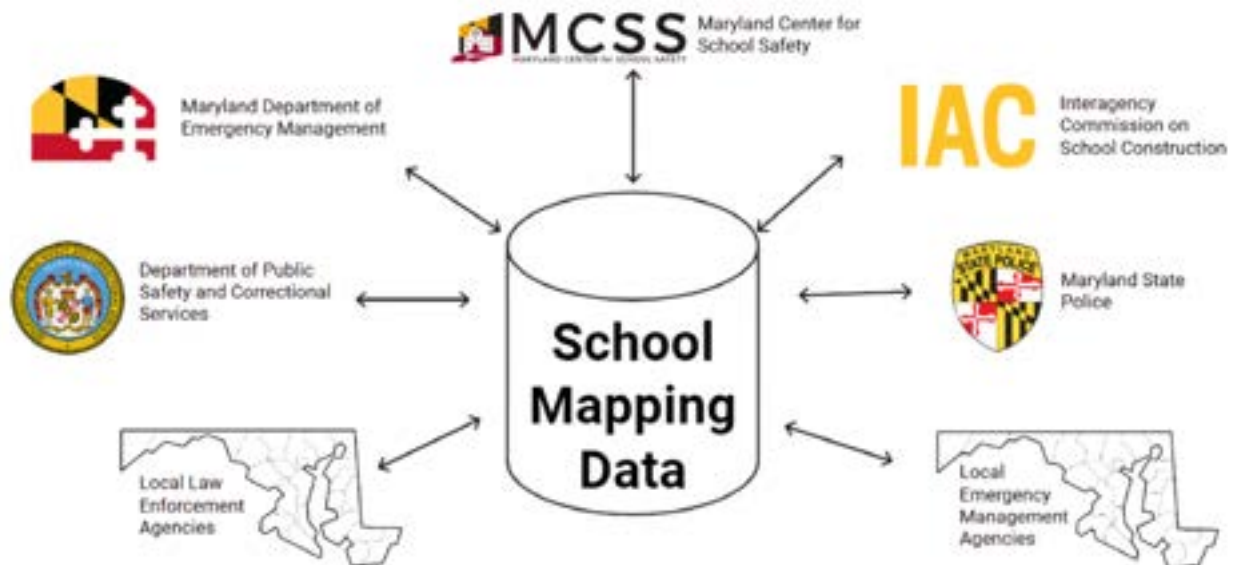 MCSS
MARYLAND CENTER for SCHOOL SAFETY
Maryland Center for
School Safety
Maryland Department of
Emergency Management
IAC
Interagency
Commission on
School Construction
Department of Public
Safety and Correctional
Services
MARYLAND
STATE POLICE
Maryland State
Police
School
Mapping
Data
Local Law
Enforcement
Agencies
Local
Emergency
Management
Agencies